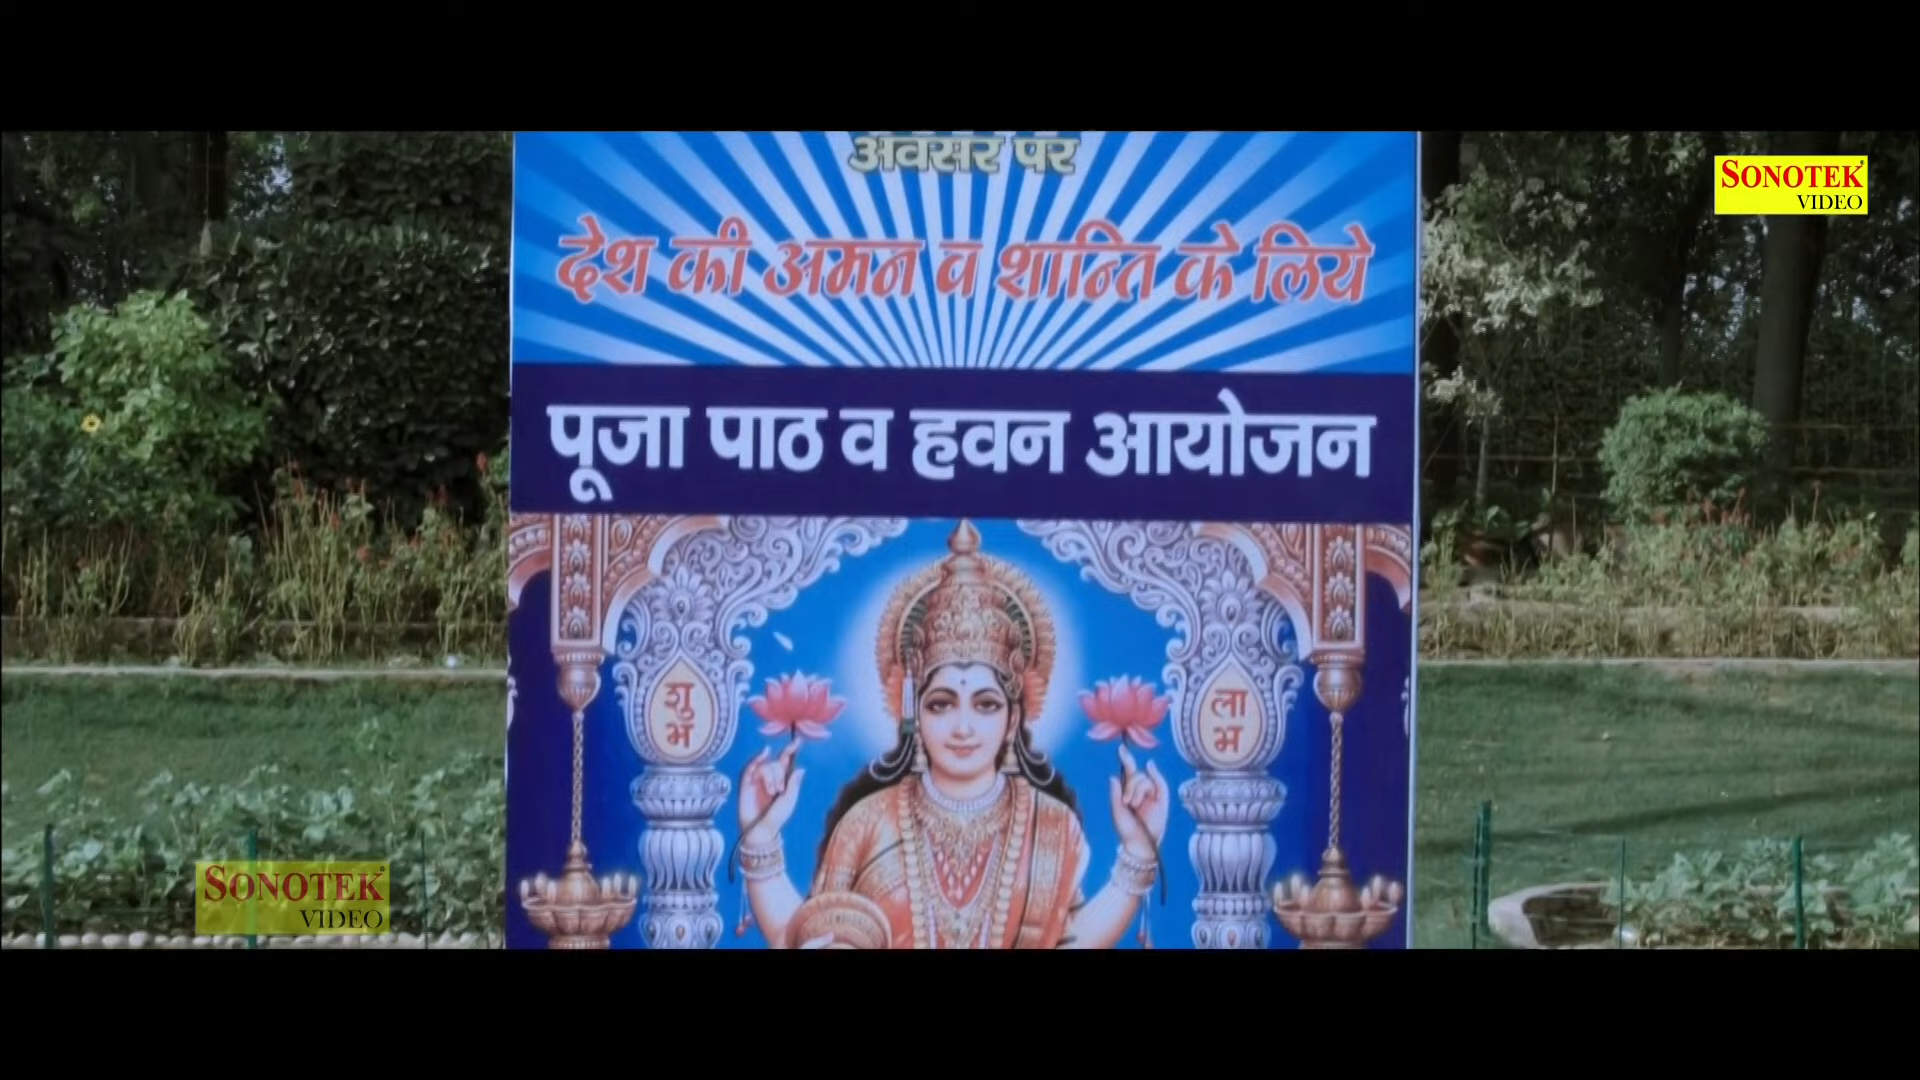 अवसर पर
SONOTEK
VIDEO
देश की अमन व शान्ति के लिये
पूजा पाठ व हवन आयोजन
शु
भ
ला
भ
SONOTEK
VIDEO